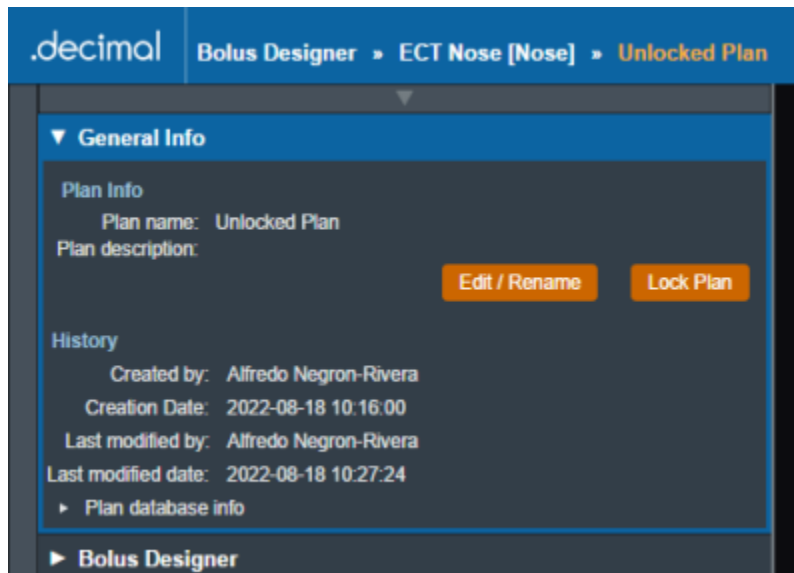 .decimal Bolus Designer » ECT Nose [Nose] » Unlocked Plan
General Info
Plan Info
Plan name: Unlocked Plan
Plan description:
Edit / Rename Lock Plan
History
Created by: Alfredo Negron-Rivera
Creation Date: 2022-08-18 10:16:00
Last modified by: Alfredo Negron-Rivera
Last modified date: 2022-08-18 10:27:24
Plan database info
Bolus Designer